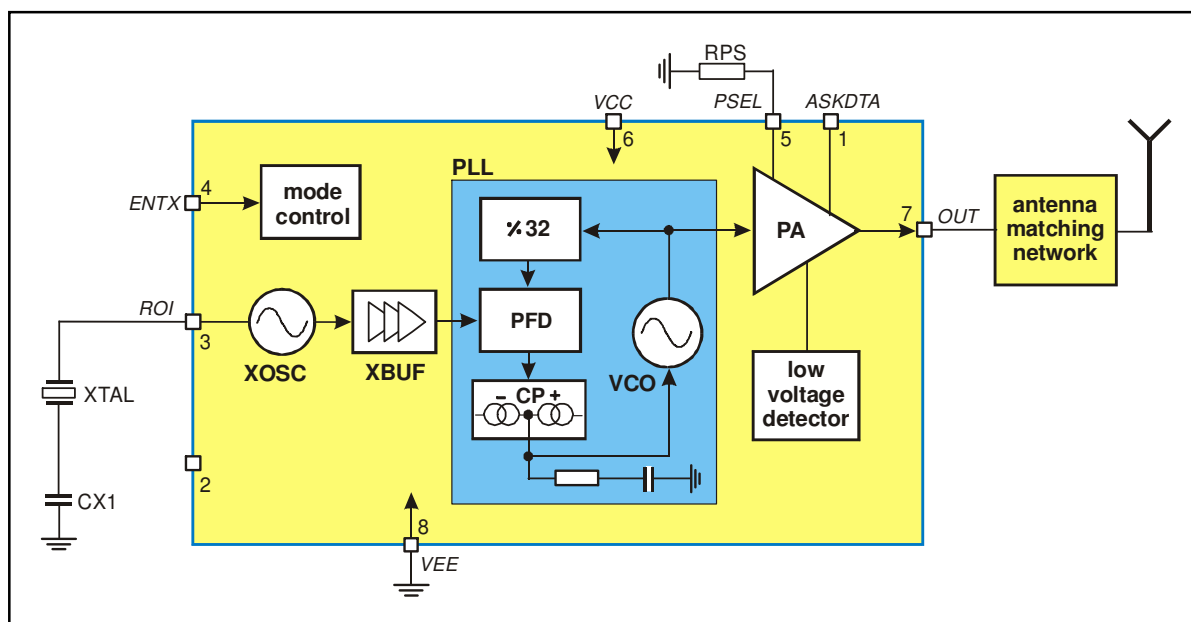 RPS
VCC
PSEL
ASKDTA
6
5
1
PLL
ENTX
4
mode
control
٪32
PA
7
OUT
antenna
matching
network
ROI
3
XOSC
XBUF
PFD
VCO
low
voltage
detector
XTAL
- CP +
2
CX1
8
VEE